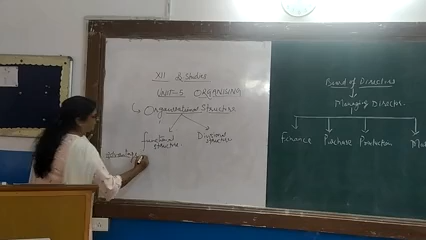 XII B Studies
UNIT-5 ORGANISING
Organisational Structure
functional structure.
Divisional structure
Board of Directors
Managing Director.
Finance Purchase Production